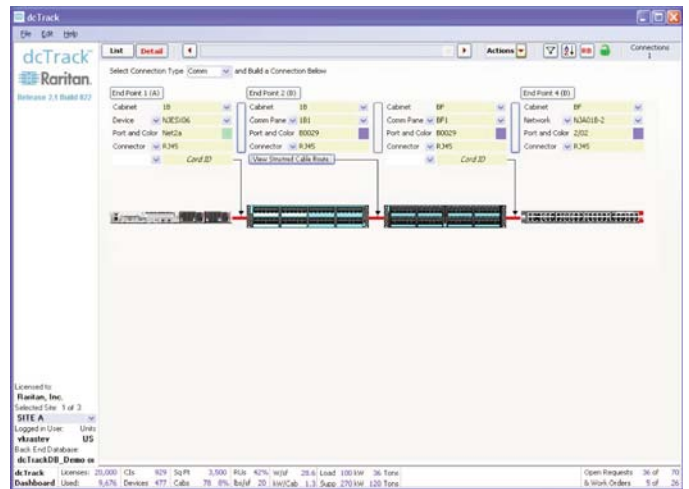 dcTrack
File Edit Help
dcTrack™
Raritan.
Release 2.1 Build 822
List Detail Actions Connections
1
Select Connection Type Comm and Build a Connection Below
End Point 1 (A) End Point 2 (B) End Point 4 (B)
Cabinet 1B Cabinet 1B Cabinet BF Cabinet BF
Device NJESX06 Comm Pane 1B1 Comm Pane BF1 Network NJA01B-2
Port and Color Net2a Port and Color B0029 Port and Color B0029 Port and Color 2/02
Connector RJ45 Connector RJ45 Connector RJ45 Connector RJ45
Cord ID View Structured Cable Route Cord ID
Licensed to
Raritan, Inc.
Selected Site 1 of 3
SITE A
Logged in User: Units
vkrastev US
Back End Database:
dcTrackDB_Demo
dcTrack Licenses: 25,000 CIs 929 Sq Ft 3,500 RUs 42% W/sf 28.6 Load 100 kW 36 Tons Open Requests 36 of 70
Dashboard Used: 9,676 Devices 477 Cabs 78 8% lbs/sf 20 kW/Cab 1.3 Supp 270 kW 120 Tons & Work Orders 5 of 26